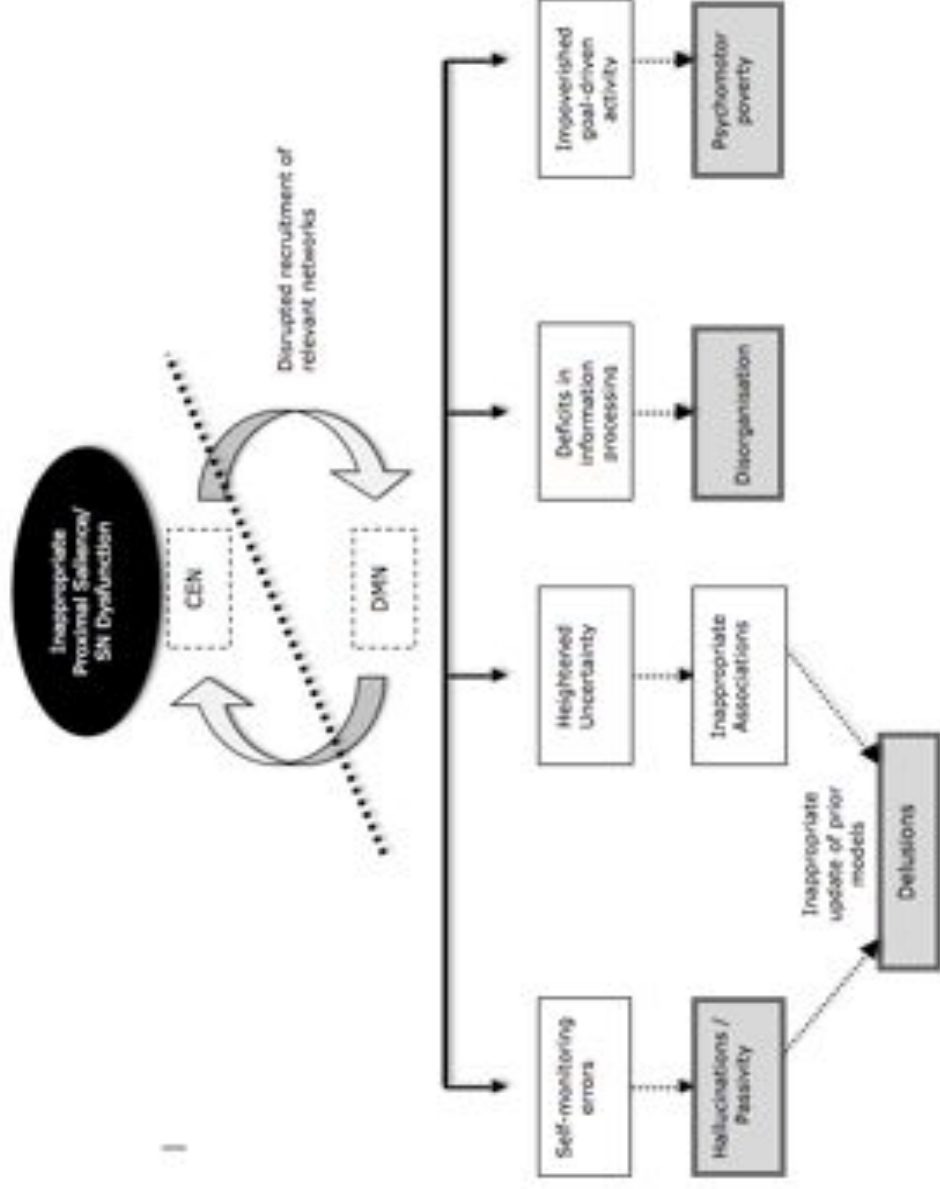 Inappropriate
Proximal Salience/
SN Dysfunction
CEN
DMN
Disrupted recruitment of
relevant networks
Self-monitoring
errors
Heightened
Uncertainty
Deficits in
information
processing
Impoverished
goal-driven
activity
Hallucinations /
Passivity
Inappropriate
Associations
Disorganisation
Psychomotor
poverty
Inappropriate
update of prior
models
Delusions